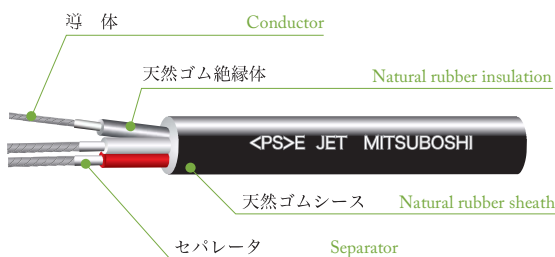 導 体 Conductor
天然ゴム絶縁体 Natural rubber insulation
<PS>E JET MITSUBOSHI
天然ゴムシース Natural rubber sheath
セパレータ Separator